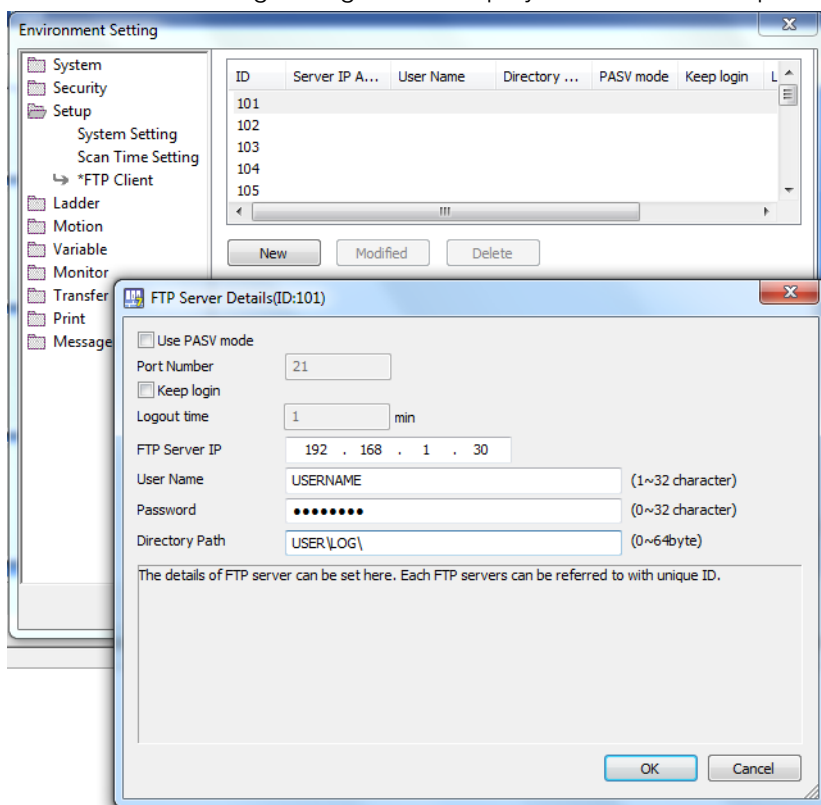 Environment Setting
System
Security
Setup
System Setting
Scan Time Setting
*FTP Client
Ladder
Motion
Variable
Monitor
Transfer
Print
Message
ID Server IP A... User Name Directory ... PASV mode Keep login L
101
102
103
104
105
New Modified Delete
FTP Server Details(ID:101)
Use PASV mode
Port Number 21
Keep login
Logout time 1 min
FTP Server IP 192 . 168 . 1 . 30
User Name USERNAME (1~32 character)
Password ●●●●●●●● (0~32 character)
Directory Path USER\LOG\ (0~64byte)
The details of FTP server can be set here. Each FTP servers can be referred to with unique ID.
OK Cancel